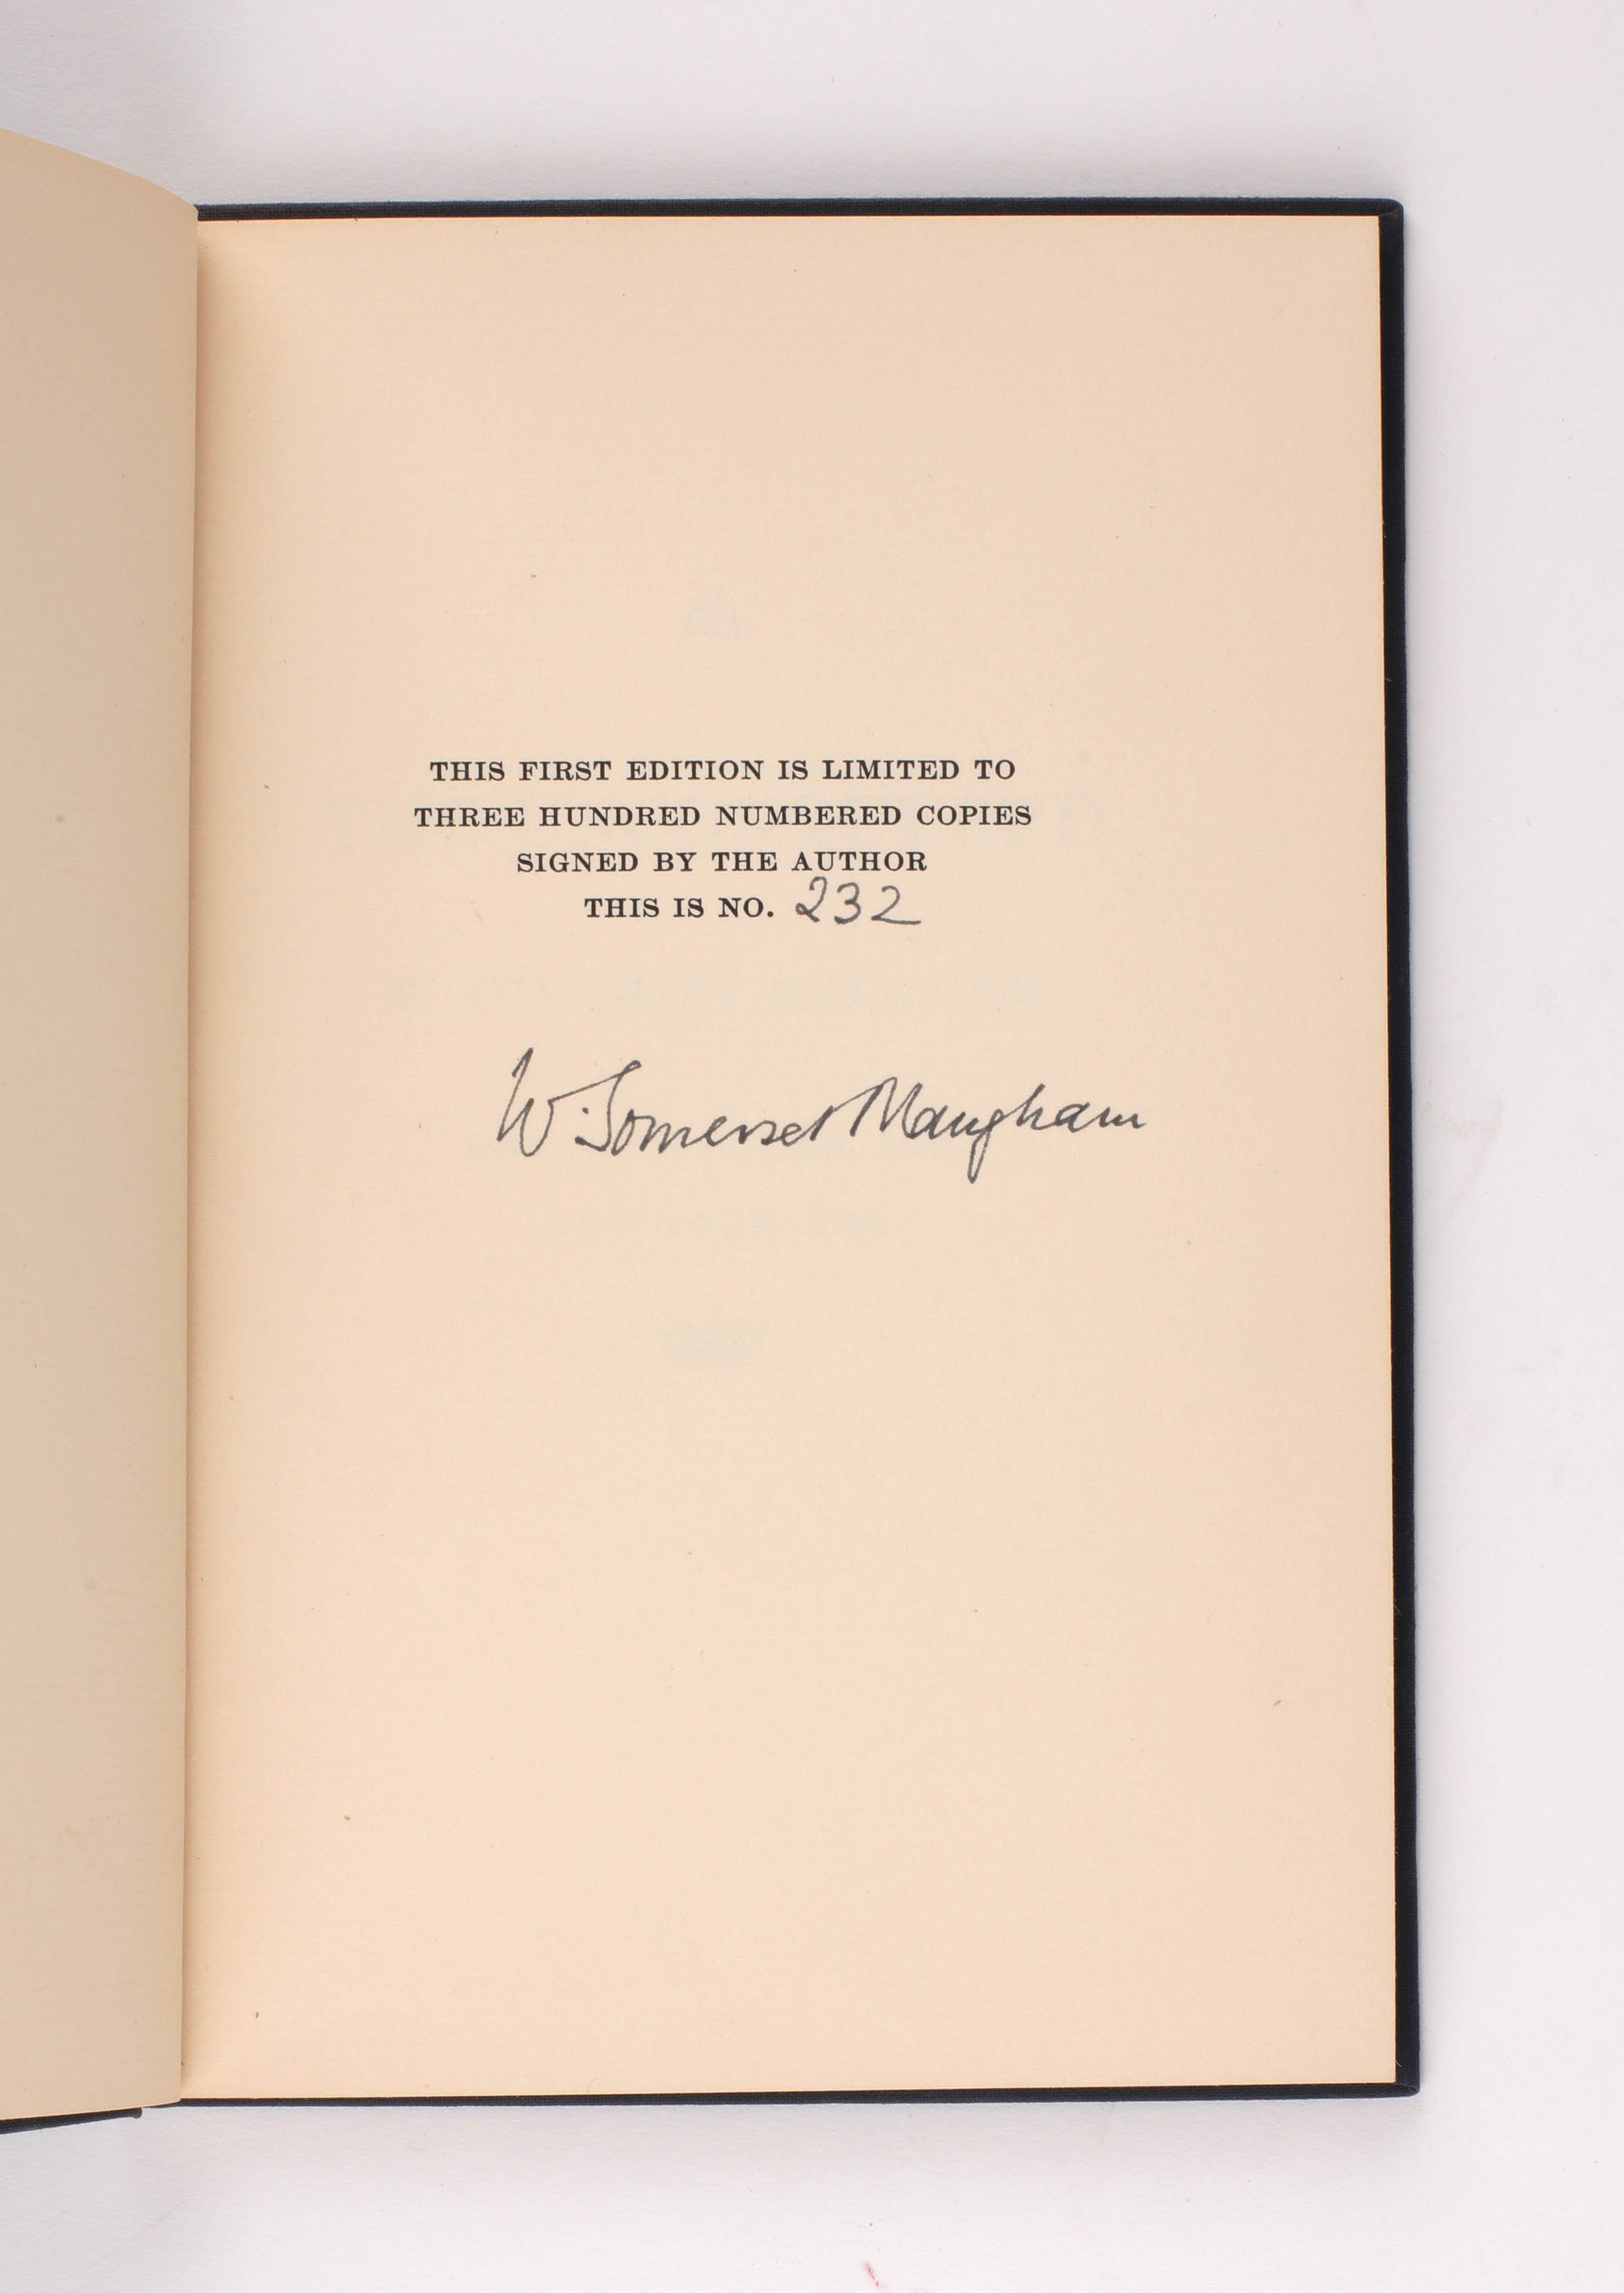 THIS FIRST EDITION IS LIMITED TO
THREE HUNDRED NUMBERED COPIES
SIGNED BY THE AUTHOR
THIS IS NO. 232
W. Somerset Maugham